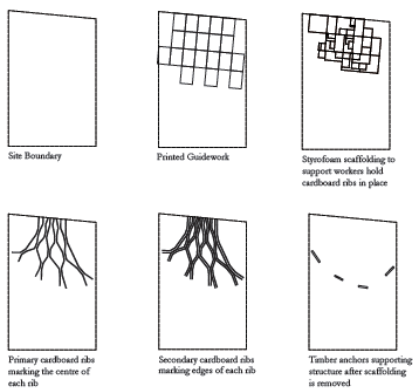 Site Boundary
Printed Guidework
Styrofoam scaffolding to
support workers hold
cardboard ribs in place
Primary cardboard ribs
marking the centre of
each rib
Secondary cardboard ribs
marking edges of each rib
Timber anchors supporting
structure after scaffolding
is removed